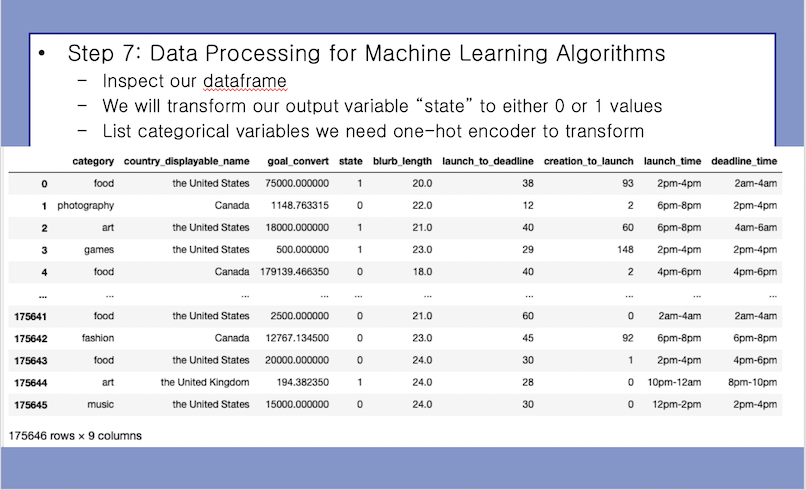 • Step 7: Data Processing for Machine Learning Algorithms
– Inspect our dataframe
– We will transform our output variable “state” to either 0 or 1 values
– List categorical variables we need one-hot encoder to transform
category country_displayable_name goal_convert state blurb_length launch_to_deadline creation_to_launch launch_time deadline_time
0 food the United States 75000.000000 1 20.0 38 93 2pm-4pm 2am-4am
1 photography Canada 1148.763315 0 22.0 12 2 6pm-8pm 2pm-4pm
2 art the United States 18000.000000 1 21.0 40 60 6pm-8pm 4am-6am
3 games the United States 500.000000 1 23.0 29 148 2pm-4pm 2pm-4pm
4 food Canada 179139.466350 0 18.0 40 2 4pm-6pm 4pm-6pm
... ... ... ... ... ... ... ... ... ...
175641 food the United States 2500.000000 0 21.0 60 0 2am-4am 2am-4am
175642 fashion Canada 12767.134500 0 23.0 45 92 6pm-8pm 6pm-8pm
175643 food the United States 20000.000000 0 24.0 30 1 2pm-4pm 4pm-6pm
175644 art the United Kingdom 194.382350 1 24.0 28 0 10pm-12am 8pm-10pm
175645 music the United States 15000.000000 0 24.0 30 0 12pm-2pm 2pm-4pm
175646 rows × 9 columns